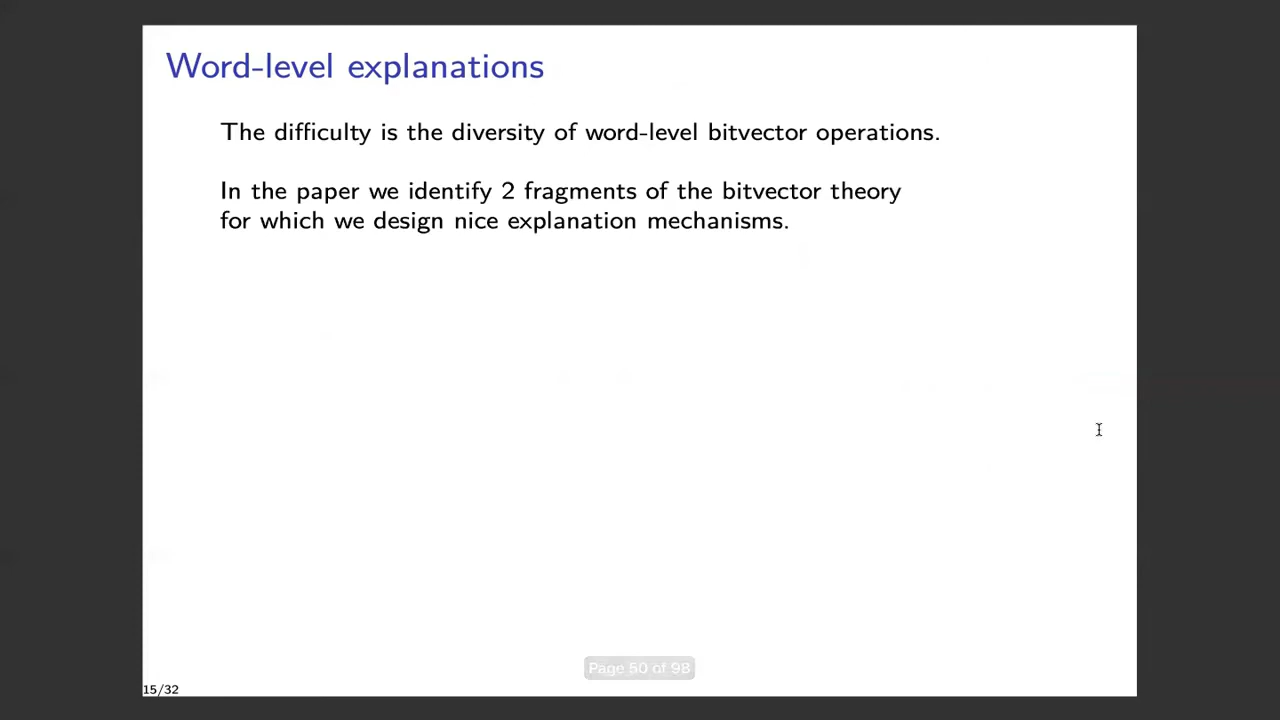 Word-level explanations
The difficulty is the diversity of word-level bitvector operations.
In the paper we identify 2 fragments of the bitvector theory
for which we design nice explanation mechanisms.
Page 50 of 98
15/32